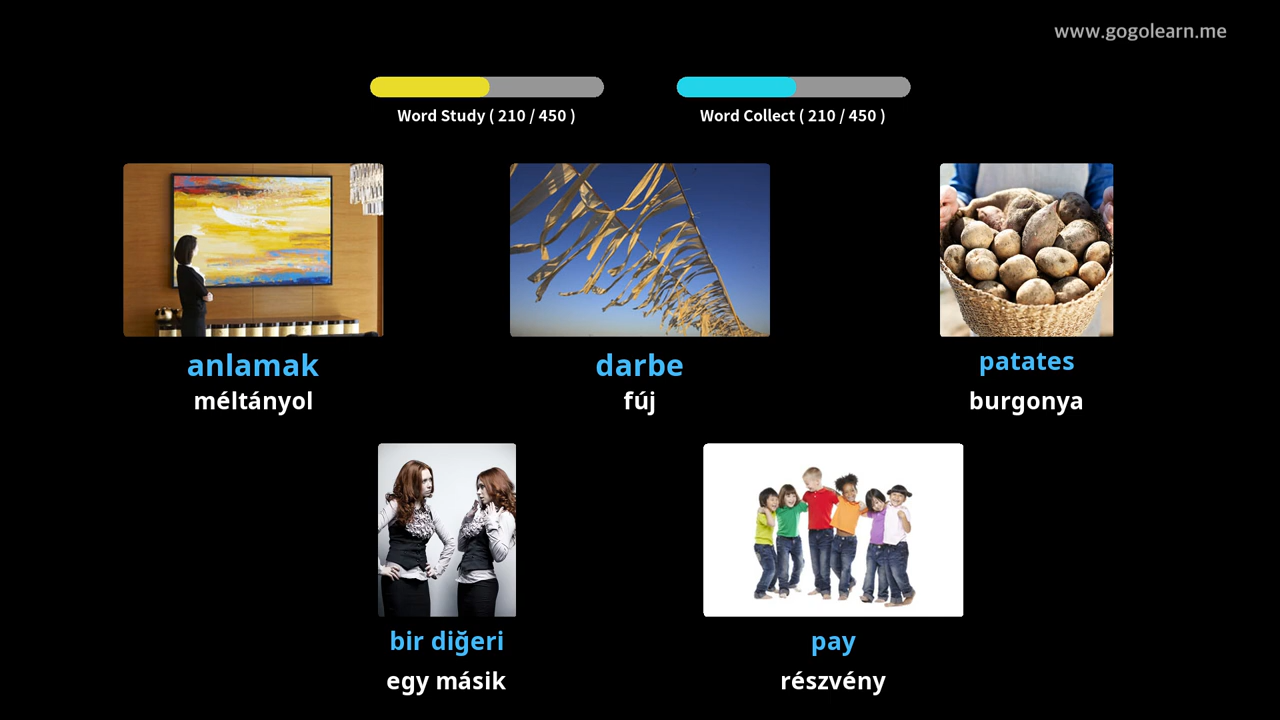 www.gogolearn.me
Word Study ( 210 / 450 )
Word Collect ( 210 / 450 )
anlamak
méltányol
darbe
fúj
patates
burgonya
bir diğeri
egy másik
pay
részvény